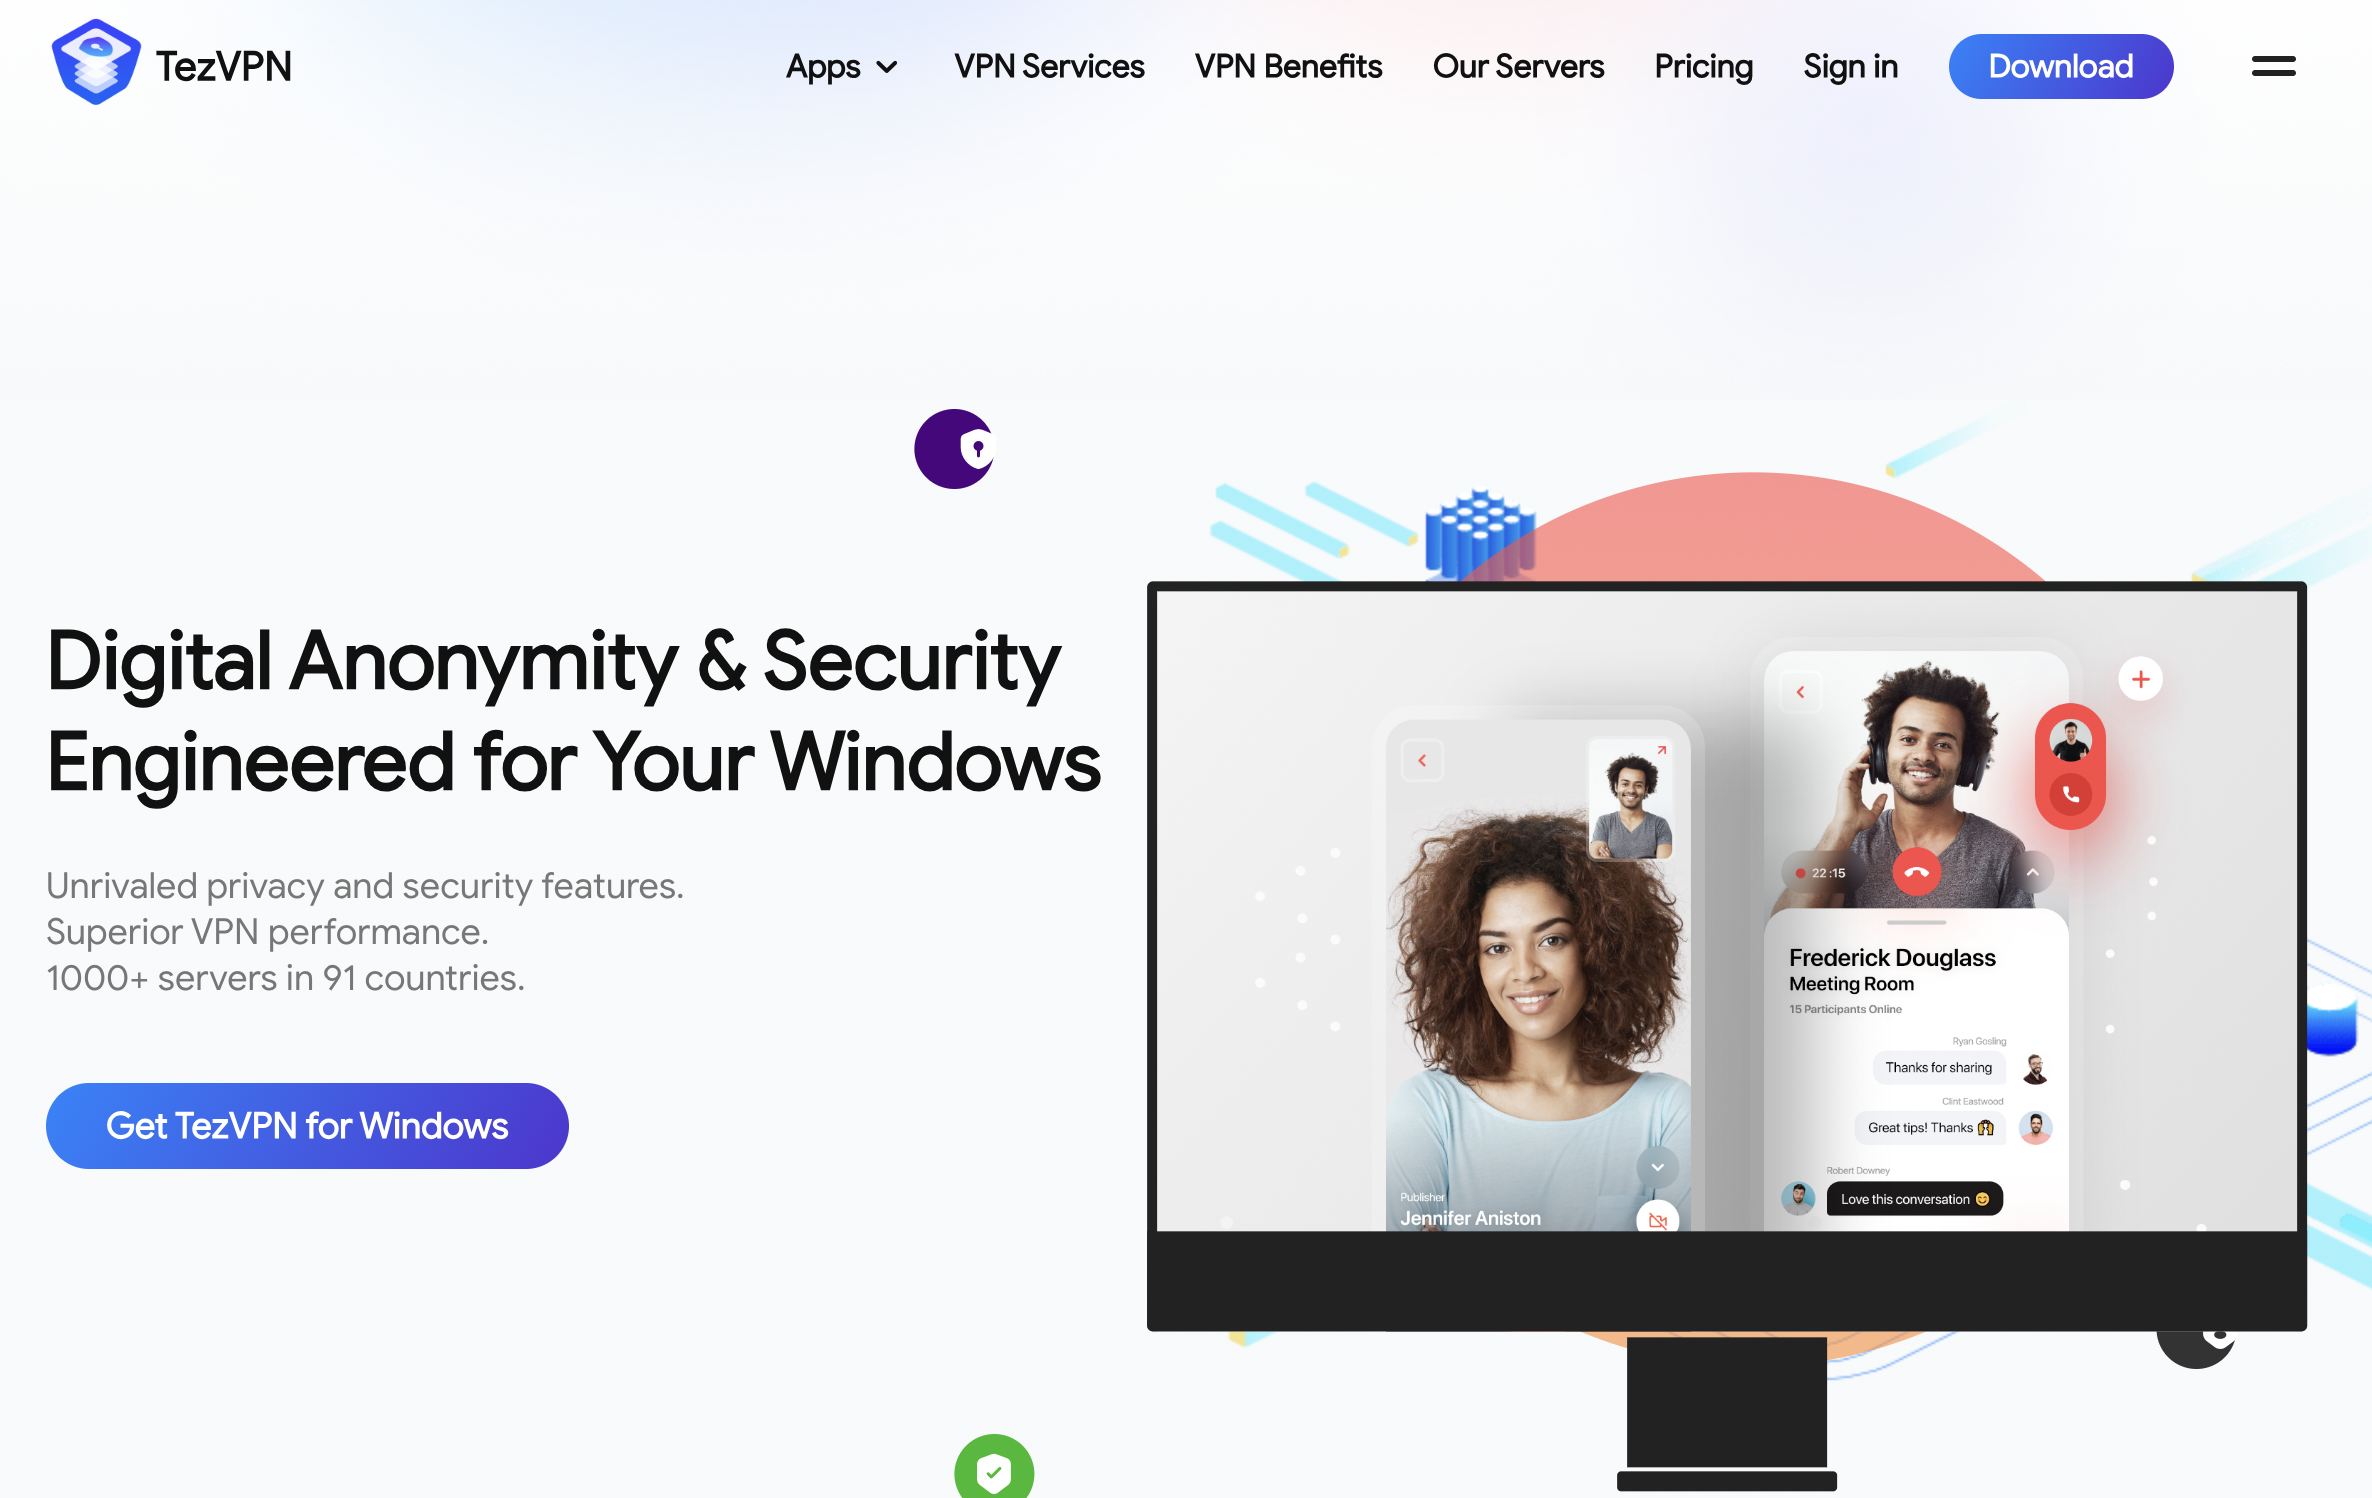 TezVPN
Apps
VPN Services
VPN Benefits
Our Servers
Pricing
Sign in
Download
Digital Anonymity & Security
Engineered for Your Windows
Unrivaled privacy and security features.
Superior VPN performance.
1000+ servers in 91 countries.
Get TezVPN for Windows
Publisher
Jennifer Aniston
22:15
Frederick Douglass
Meeting Room
15 Participants Online
Ryan Gosling
Thanks for sharing
Clint Eastwood
Great tips! Thanks
Robert Downey
Love this conversation 😊